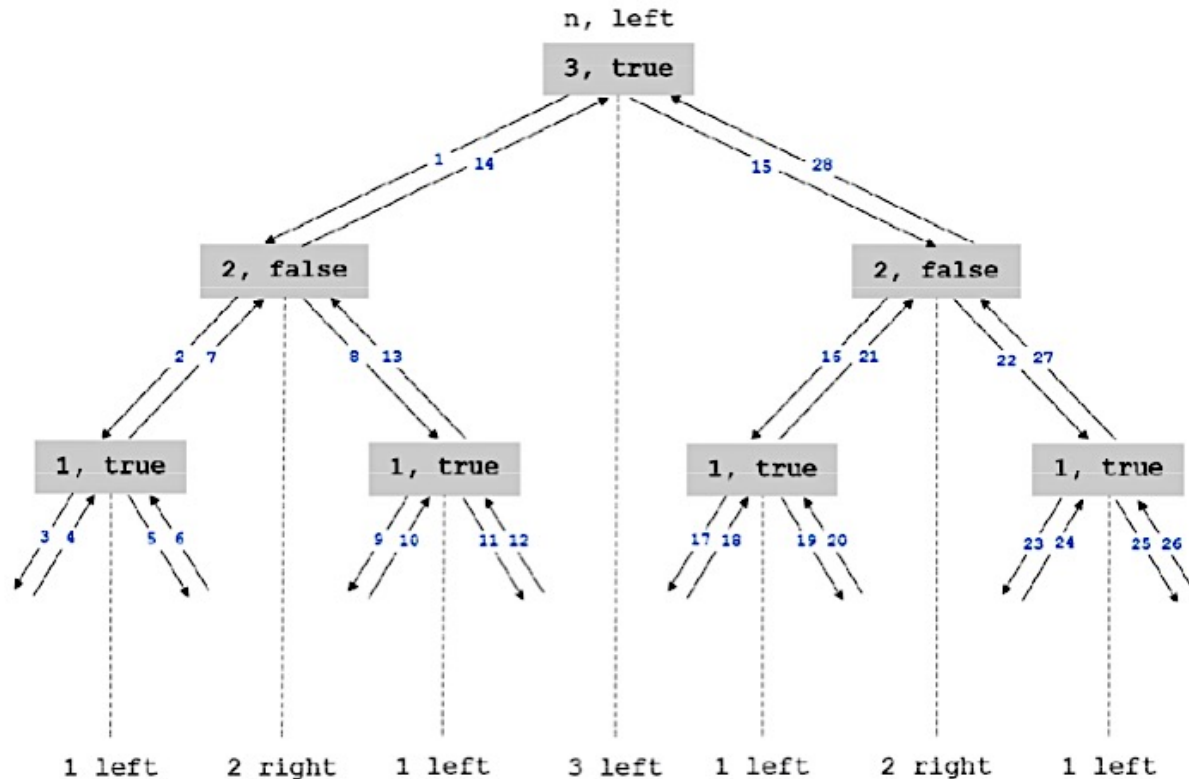 n, left
3, true
1 14 15 28
2, false 2, false
2 7 8 13 16 21 22 27
1, true 1, true 1, true 1, true
3 4 5 6 9 10 11 12 17 18 19 20 23 24 25 26
1 left 2 right 1 left 3 left 1 left 2 right 1 left